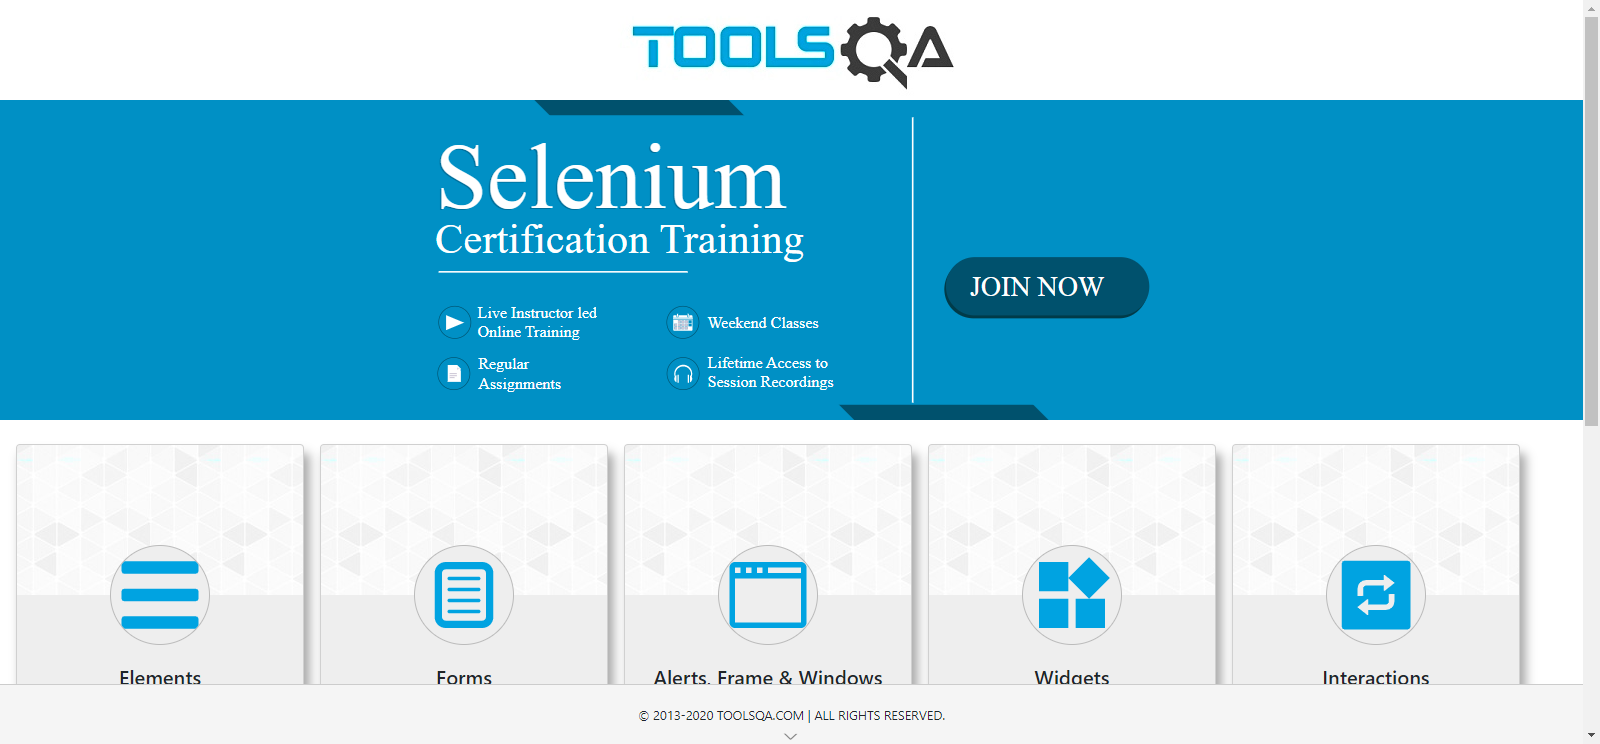 TOOLSQA
Selenium
Certification Training
JOIN NOW
Live Instructor led
Online Training
Weekend Classes
Regular
Assignments
Lifetime Access to
Session Recordings
Elements
Forms
Alerts, Frame & Windows
Widgets
Interactions
© 2013-2020 TOOLSQA.COM | ALL RIGHTS RESERVED.